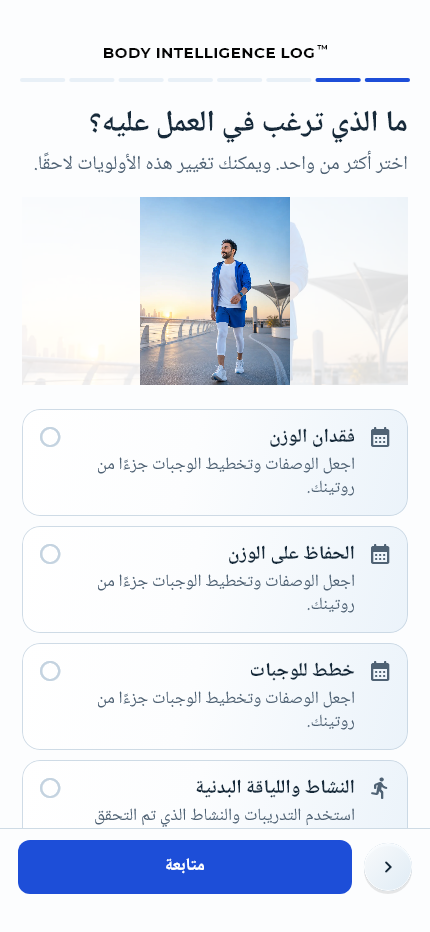 BODY INTELLIGENCE LOG™
ما الذي ترغب في العمل عليه؟
اختر أكثر من واحد. ويمكنك تغيير هذه الأولويات لاحقًا.
فقدان الوزن
اجعل الوصفات وتخطيط الوجبات جزءًا من
روتينك.
الحفاظ على الوزن
اجعل الوصفات وتخطيط الوجبات جزءًا من
روتينك.
خطط للوجبات
اجعل الوصفات وتخطيط الوجبات جزءًا من
روتينك.
النشاط واللياقة البدنية
استخدم التدريبات والنشاط الذي تم التحقق
متابعة